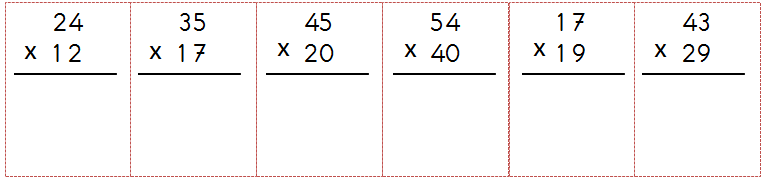 24 35 45 54 17 43
x 12 x 17 x 20 x 40 x 19 x 29